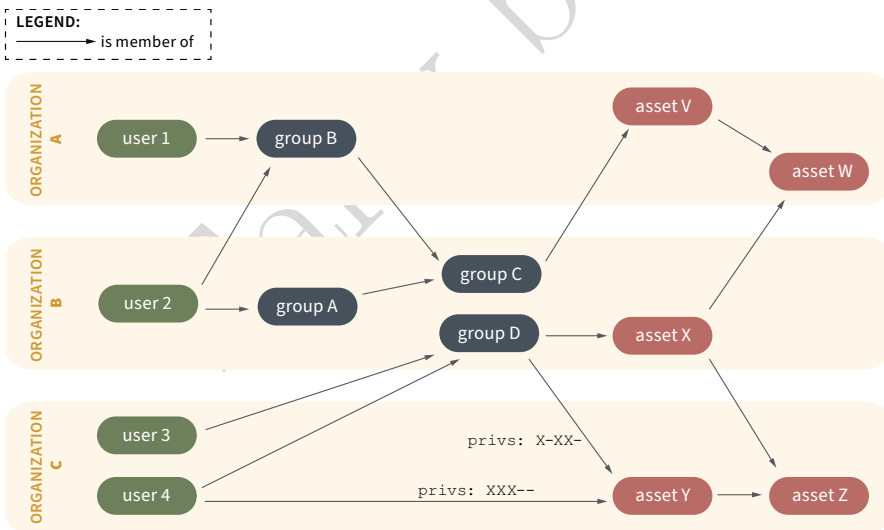 LEGEND:
is member of
ORGANIZATION
A
user 1
group B
asset V
asset W
ORGANIZATION
B
user 2
group A
group C
group D
asset X
ORGANIZATION
C
user 3
user 4
privs: X-XX-
privs: XXX--
asset Y
asset Z